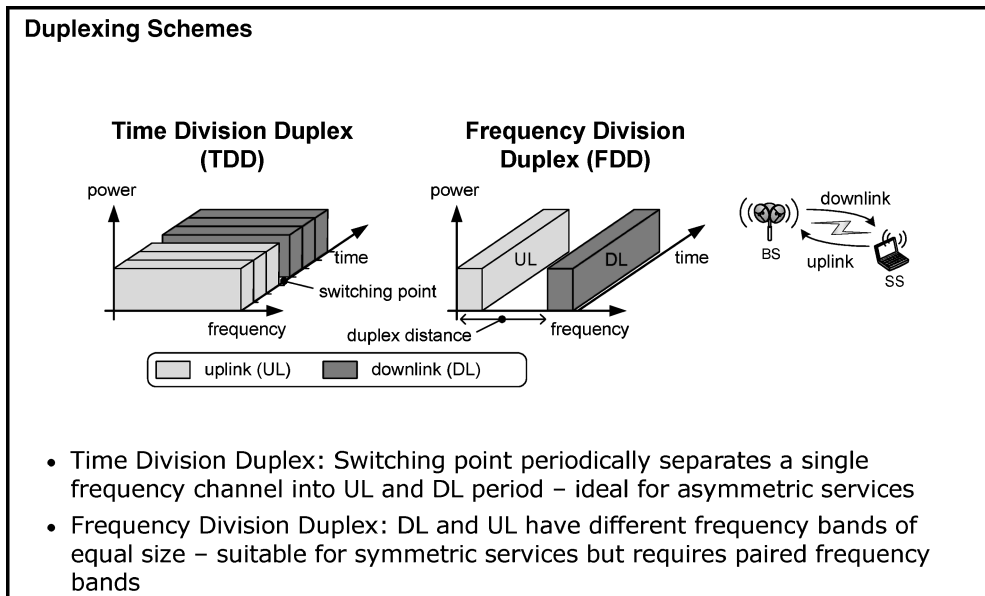 Duplexing Schemes
Time Division Duplex
(TDD)
Frequency Division
Duplex (FDD)
power
time
switching point
frequency
power
UL
DL
time
duplex distance
frequency
downlink
BS
uplink
SS
uplink (UL)
downlink (DL)
• Time Division Duplex: Switching point periodically separates a single
frequency channel into UL and DL period – ideal for asymmetric services
• Frequency Division Duplex: DL and UL have different frequency bands of
equal size – suitable for symmetric services but requires paired frequency
bands